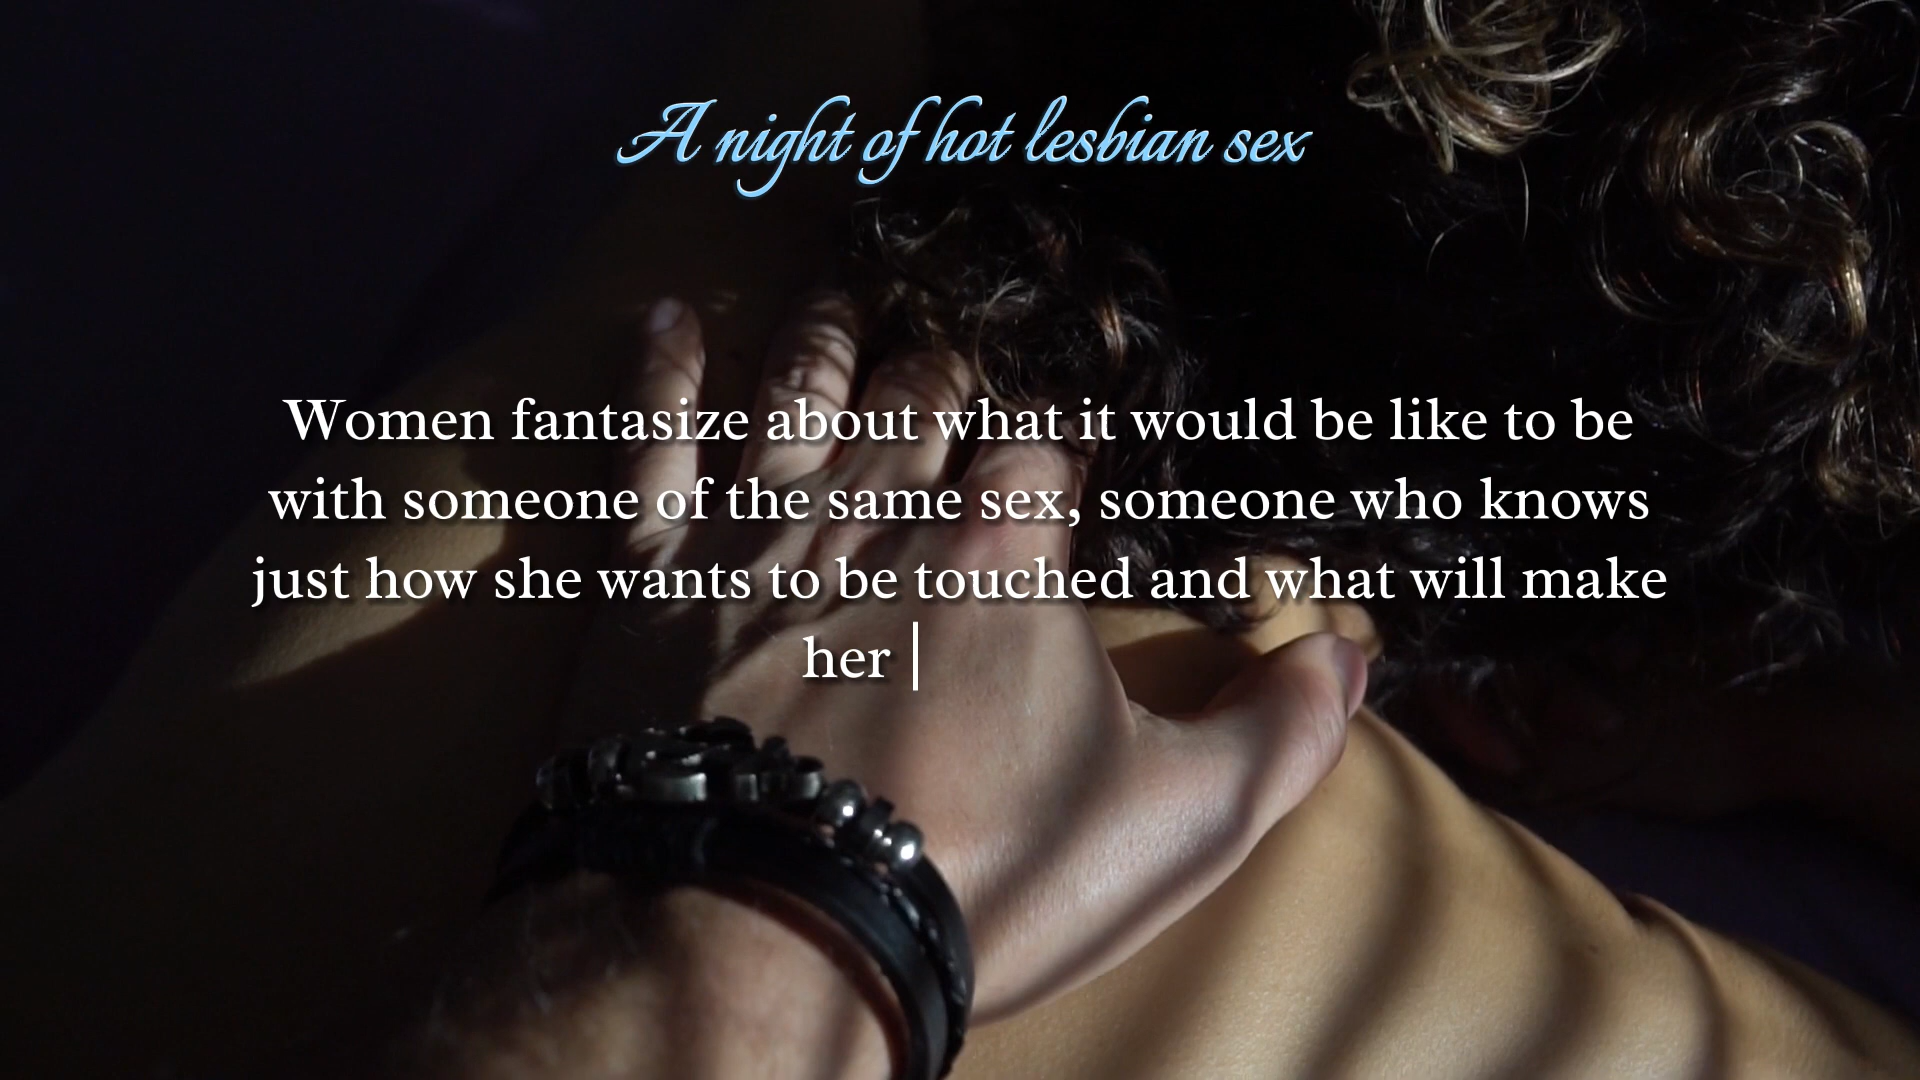 A night of hot lesbian sex
Women fantasize about what it would be like to be
with someone of the same sex, someone who knows
just how she wants to be touched and what will make
her